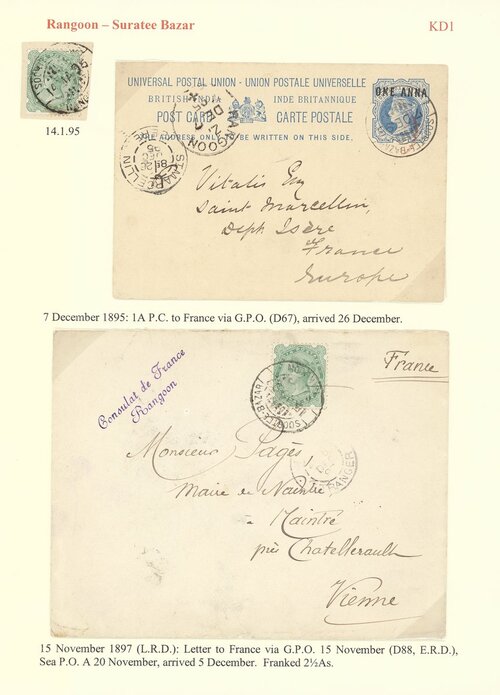 Rangoon – Suratee Bazar
KD1
14.1.95
UNIVERSAL POSTAL UNION - UNION POSTALE UNIVERSELLE
BRITISH INDIA
INDE BRITANNIQUE
POST CARD
CARTE POSTALE
ADDRESS ONLY BE WRITTEN ON THIS SIDE.
ONE ANNA
RANGOON
ST MARCELLIN
Vitalis Esq
Saint Marcellin,
Dept Isère
France
Europe
7 December 1895: 1A P.C. to France via G.P.O. (D67), arrived 26 December.
Consulat de France
Rangoon
France
Monsieur Pagès
Maire de Naintré
à Naintré
près Chatellerault
Vienne
15 November 1897 (L.R.D.): Letter to France via G.P.O. 15 November (D88, E.R.D.),
Sea P.O. A 20 November, arrived 5 December. Franked 2½As.